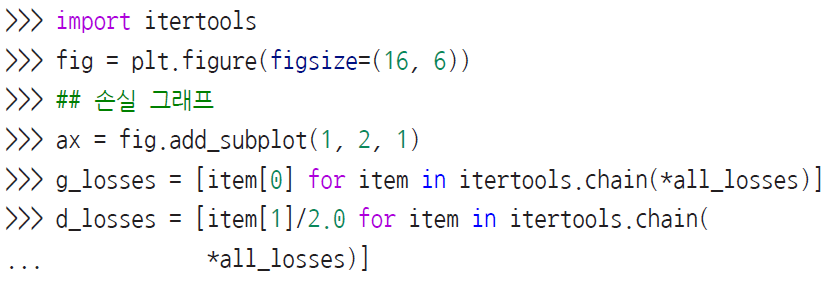 >>> import itertools
>>> fig = plt.figure(figsize=(16, 6))
>>> ## 손실 그래프
>>> ax = fig.add_subplot(1, 2, 1)
>>> g_losses = [item[0] for item in itertools.chain(*all_losses)]
>>> d_losses = [item[1]/2.0 for item in itertools.chain(
...             *all_losses)]